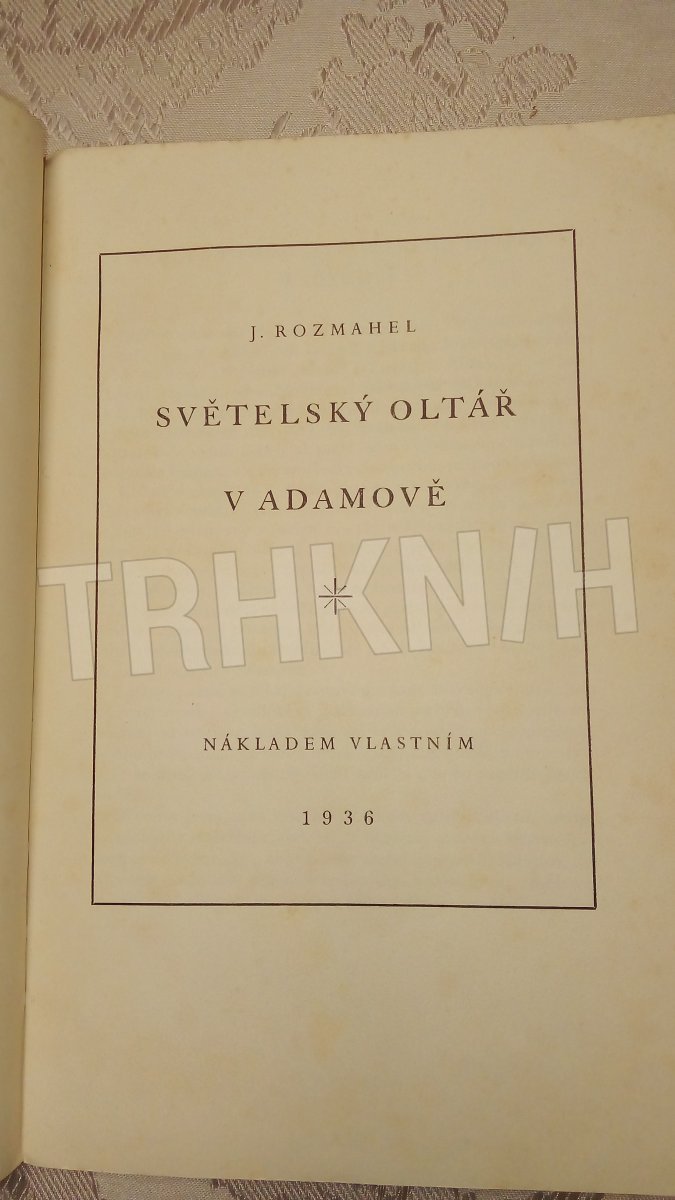 J. ROZMAHEL
SVĚTELSKÝ OLTÁŘ
V ADAMOVĚ
TRHKNIH
NÁKLADEM VLASTNÍM
1936